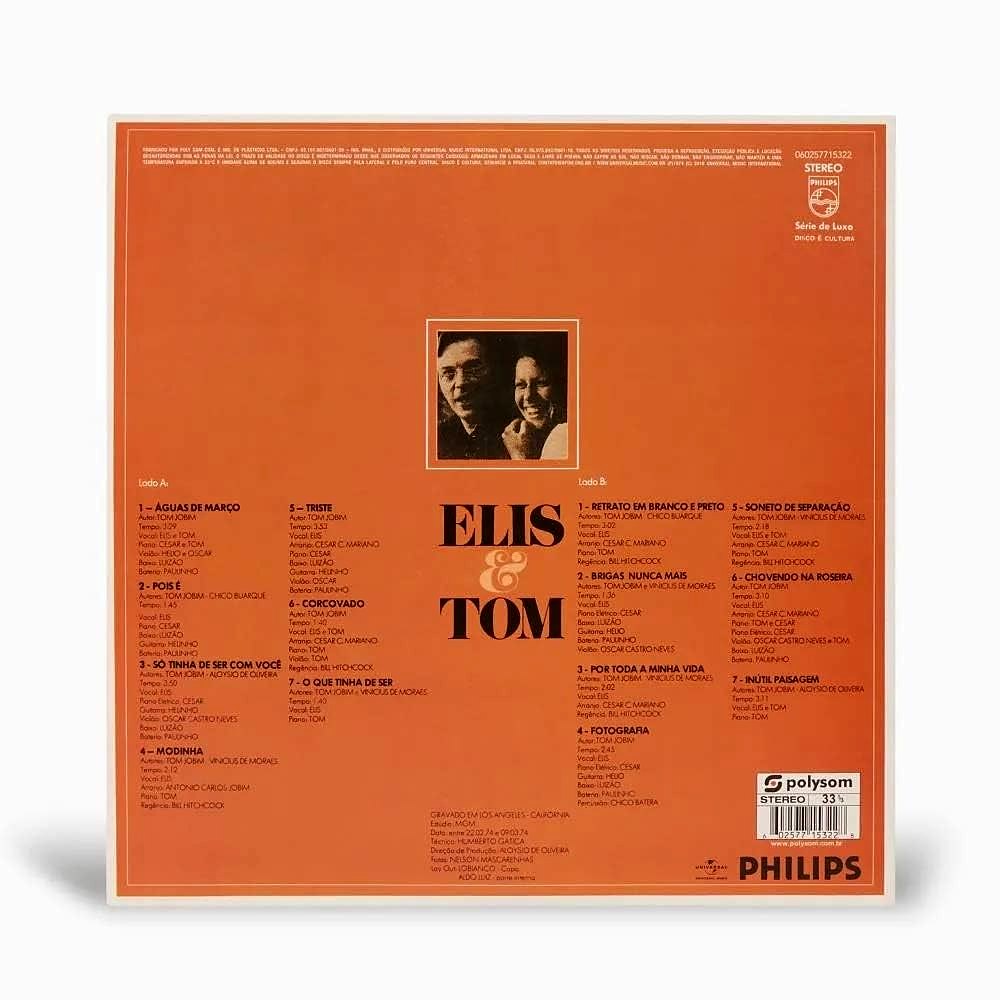 060257715322
STEREO
PHILIPS
Série de Luxo
DISCO É CULTURA
Lado A:
1 – ÁGUAS DE MARÇO
Autor: TOM JOBIM
Tempo: 3:29
Vocal: ELIS e TOM
Piano: CESAR e TOM
Violão: HELIO e OSCAR
Baixo: LUIZÃO
Bateria: PAULINHO
2 - POIS É
Autores: TOM JOBIM - CHICO BUARQUE
Tempo: 1:45
Vocal: ELIS
Piano: CESAR
Baixo: LUIZÃO
Guitarra: HELINHO
Bateria: PAULINHO
3 - SÓ TINHA DE SER COM VOCÊ
Autores: TOM JOBIM - ALOYSIO DE OLIVEIRA
Tempo: 3:50
Vocal: ELIS
Piano Elétrico: CESAR
Guitarra: HELINHO
Violão: OSCAR CASTRO NEVES
Baixo: LUIZÃO
Bateria: PAULINHO
4 – MODINHA
Autores: TOM JOBIM - VINICIUS DE MORAES
Tempo: 2:12
Vocal: ELIS
Arranjo: ANTONIO CARLOS JOBIM
Piano: TOM
Regência: BILL HITCHCOCK
5 – TRISTE
Autor: TOM JOBIM
Tempo: 3:53
Vocal: ELIS
Arranjo: CESAR C. MARIANO
Piano: CESAR
Baixo: LUIZÃO
Guitarra: HELINHO
Violão: OSCAR
Bateria: PAULINHO
6 - CORCOVADO
Autor: TOM JOBIM
Tempo: 1:40
Vocal: ELIS e TOM
Arranjo: CESAR C. MARIANO
Piano: TOM
Violão: TOM
Regência: BILL HITCHCOCK
7 - O QUE TINHA DE SER
Autores: TOM JOBIM e VINICIUS DE MORAES
Tempo: 1:40
Vocal: ELIS
Piano: TOM
ELIS
&
TOM
Lado B:
1 - RETRATO EM BRANCO E PRETO
Autores: TOM JOBIM - CHICO BUARQUE
Tempo: 3:02
Vocal: ELIS
Arranjo: CESAR C. MARIANO
Piano: TOM
Regência: BILL HITCHCOCK
2 - BRIGAS NUNCA MAIS
Autores: TOM JOBIM e VINICIUS DE MORAES
Tempo: 1:36
Vocal: ELIS
Piano Elétrico: CESAR
Baixo: LUIZÃO
Guitarra: HELIO
Bateria: PAULINHO
Violão: OSCAR CASTRO NEVES
3 - POR TODA A MINHA VIDA
Autores: TOM JOBIM - VINICIUS DE MORAES
Tempo: 2:02
Vocal: ELIS
Arranjo: CESAR C. MARIANO
Regência: BILL HITCHCOCK
4 - FOTOGRAFIA
Autor: TOM JOBIM
Tempo: 2:45
Vocal: ELIS
Piano Elétrico: CESAR
Guitarra: HELIO
Baixo: LUIZÃO
Bateria: PAULINHO
Percussão: CHICO BATERA
5 - SONETO DE SEPARAÇÃO
Autores: TOM JOBIM - VINICIUS DE MORAES
Tempo: 2:18
Vocal: ELIS e TOM
Arranjo: CESAR C. MARIANO
Piano: TOM
Regência: BILL HITCHCOCK
6 - CHOVENDO NA ROSEIRA
Autor: TOM JOBIM
Tempo: 3:10
Vocal: ELIS
Arranjo: CESAR C. MARIANO
Piano: TOM e CESAR
Violão: OSCAR CASTRO NEVES e TOM
Baixo: LUIZÃO
Bateria: PAULINHO
7 - INÚTIL PAISAGEM
Autores: TOM JOBIM - ALOYSIO DE OLIVEIRA
Tempo: 3:11
Vocal: ELIS e TOM
Piano: TOM
GRAVADO EM LOS ANGELES - CALIFORNIA
Estúdio: MGM
Data: entre 22.02.74 e 09.03.74
Técnico: HUMBERTO GATICA
Direção de Produção: ALOYSIO DE OLIVEIRA
Fotos: NELSON MASCARENHAS
Lay Out: LOBIANCO - Capa
ALDO LUIZ - parte interna
polysom
STEREO 33 ⅓
6 02577 15322 8
www.polysom.com.br
UNIVERSAL
UNIVERSAL MUSIC
PHILIPS